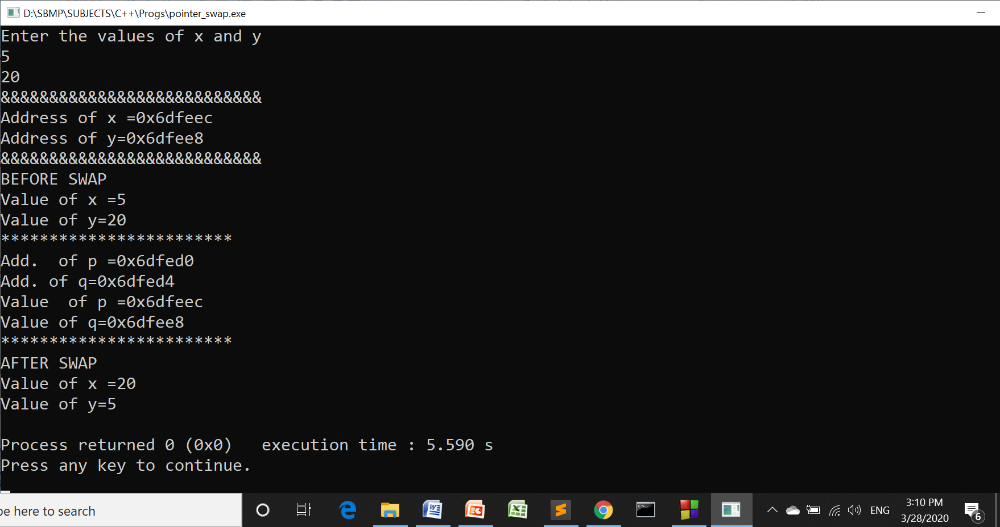 D:\SBMP\SUBJECTS\C++\Progs\pointer_swap.exe
Enter the values of x and y
5
20
&&&&&&&&&&&&&&&&&&&&&&&&&&&
Address of x =0x6dfeec
Address of y=0x6dfee8
&&&&&&&&&&&&&&&&&&&&&&&&&&&
BEFORE SWAP
Value of x =5
Value of y=20
************************
Add.  of p =0x6dfed0
Add. of q=0x6dfed4
Value  of p =0x6dfeec
Value of q=0x6dfee8
************************
AFTER SWAP
Value of x =20
Value of y=5
Process returned 0 (0x0)   execution time : 5.590 s
Press any key to continue.
pe here to search
ENG
3:10 PM
3/28/2020
6